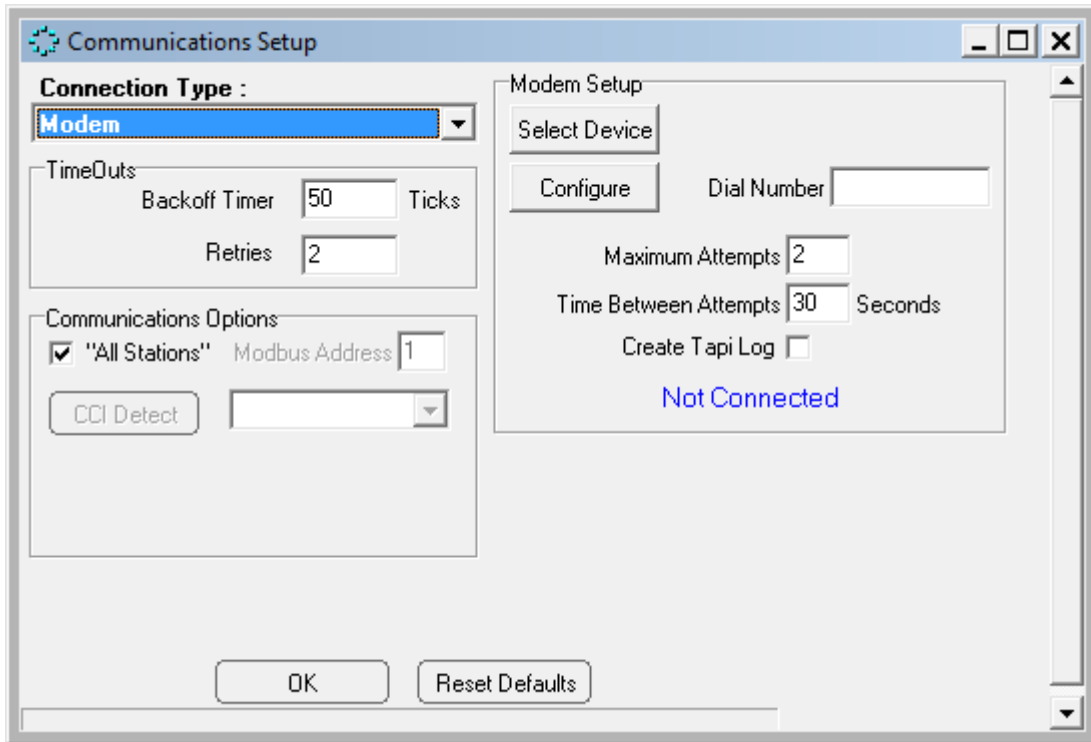 Communications Setup
Connection Type :
Modem
TimeOuts
Backoff Timer 50 Ticks
Retries 2
Communications Options
"All Stations" Modbus Address 1
CCI Detect
Modem Setup
Select Device
Configure Dial Number
Maximum Attempts 2
Time Between Attempts 30 Seconds
Create Tapi Log
Not Connected
OK Reset Defaults